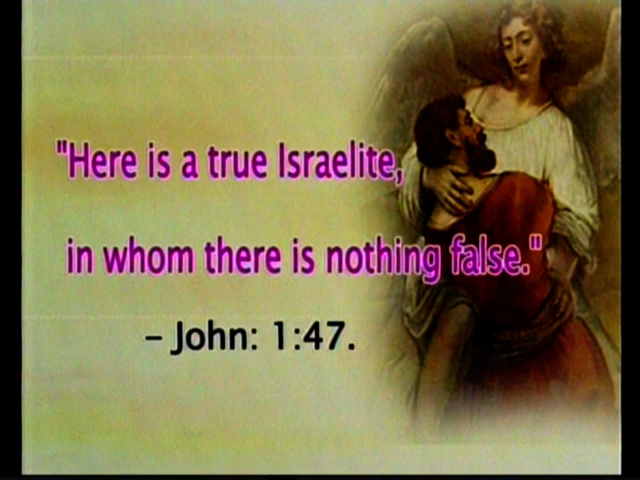 "Here is a true Israelite,
in whom there is nothing false."
– John: 1:47.